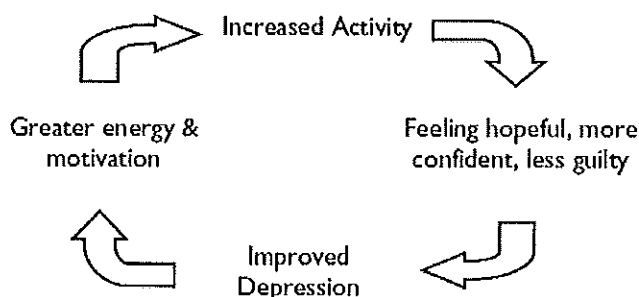 Increased Activity
Greater energy &
motivation
Feeling hopeful, more
confident, less guilty
Improved
Depression